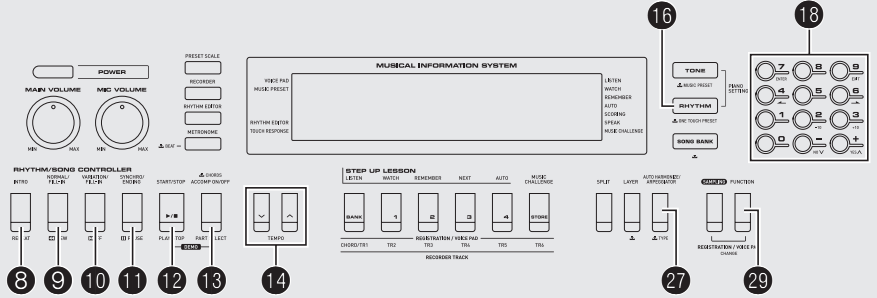 16
18
POWER
MAIN VOLUME
MIC VOLUME
MIN
MAX
MIN
MAX
PRESET SCALE
RECORDER
RHYTHM EDITOR
METRONOME
BEAT
MUSICAL INFORMATION SYSTEM
VOICE PAD
MUSIC PRESET
RHYTHM EDITOR
TOUCH RESPONSE
LISTEN
WATCH
REMEMBER
AUTO
SCORING
SPEAK
MUSIC CHALLENGE
TONE
MUSIC PRESET
RHYTHM
ONE TOUCH PRESET
PIANO SETTING
SONG BANK
7 8 9
ENTER EXIT
4 5 6
1 2 3
-10 +10
0 - +
NO YES
RHYTHM/SONG CONTROLLER
INTRO
NORMAL/
FILL-IN
VARIATION/
FILL-IN
SYNCHRO/
ENDING
START/STOP
CHORDS
ACCOMP ON/OFF
DEMO
TEMPO
STEP UP LESSON
LISTEN WATCH REMEMBER NEXT AUTO
MUSIC CHALLENGE
BANK 1 2 3 4 STORE
REGISTRATION / VOICE PAD
CHORD/TR1 TR2 TR3 TR4 TR5 TR6
RECORDER TRACK
SPLIT
LAYER
AUTO HARMONIZE/
ARPEGGIATOR
TYPE
SAMPLING
FUNCTION
REGISTRATION / VOICE
CHANGE
8 9 10 11 12 13 14 27 29